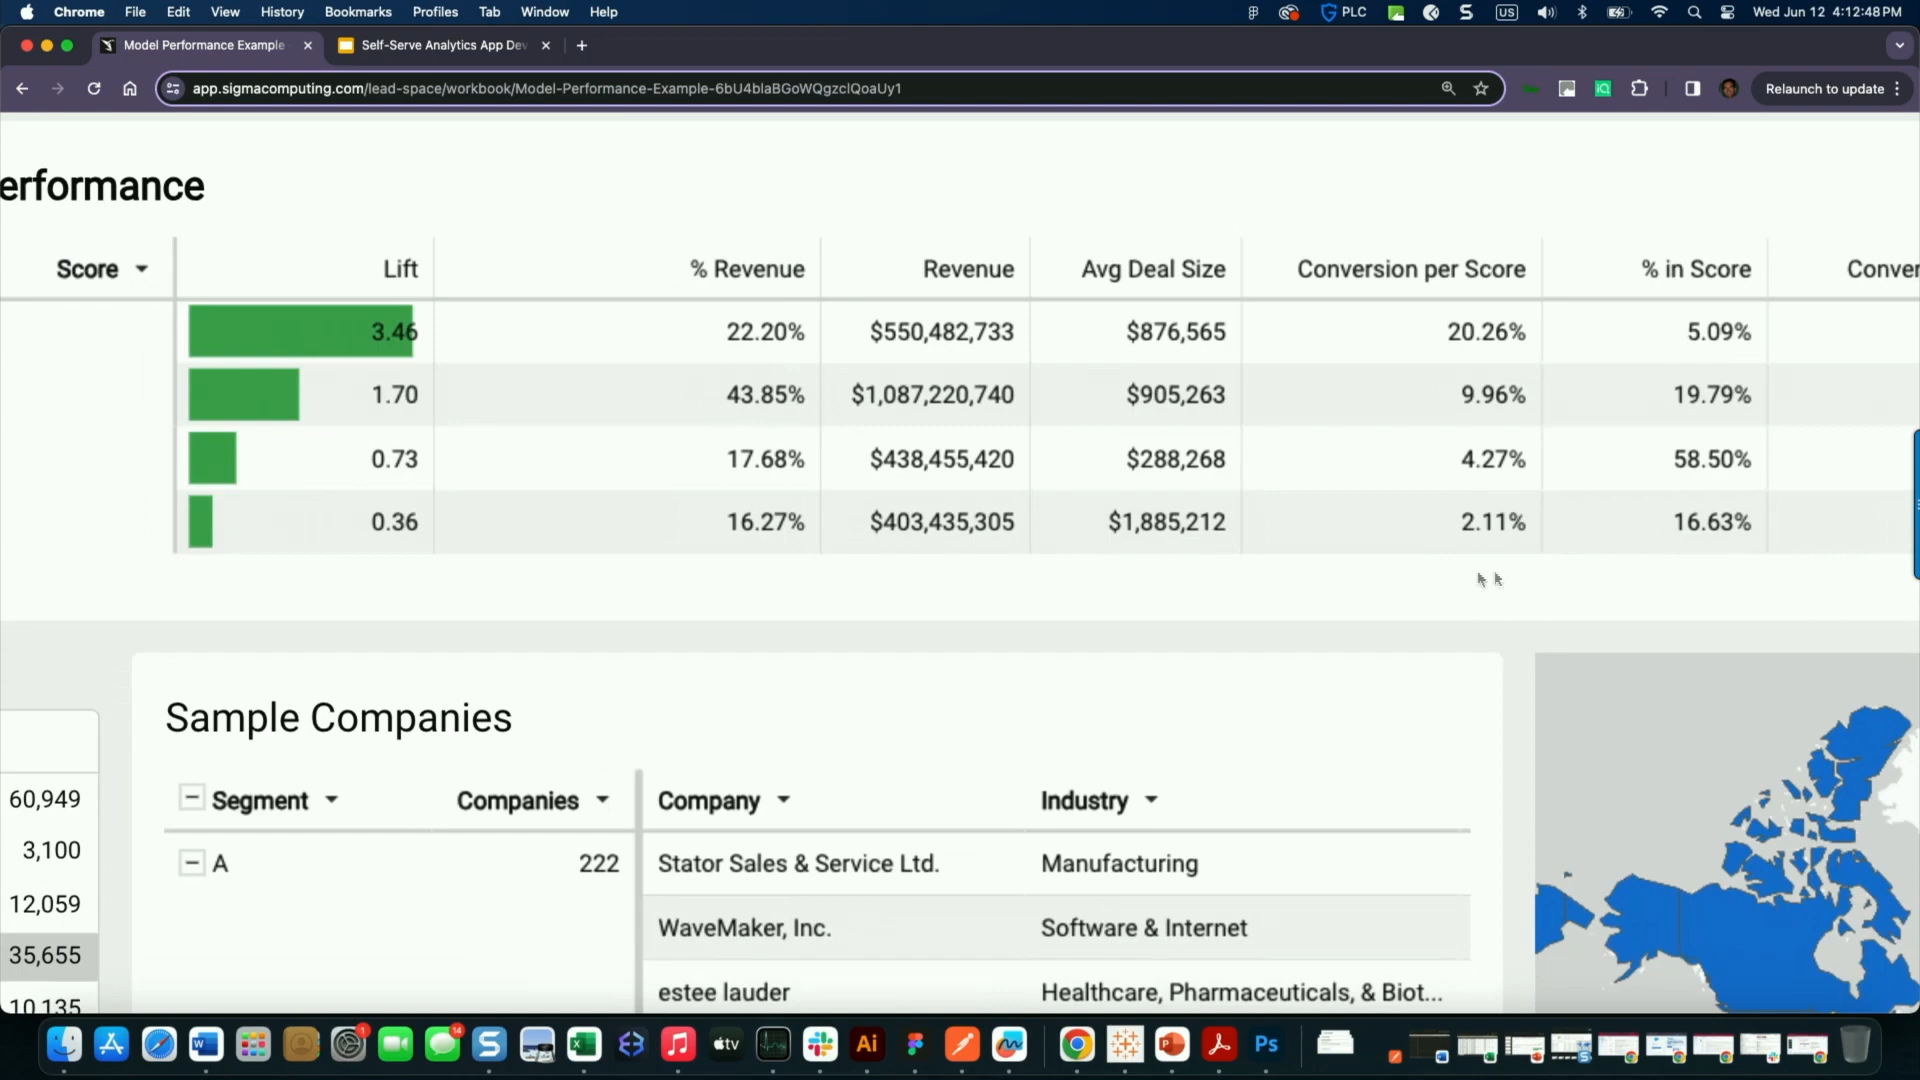 Chrome File Edit View History Bookmarks Profiles Tab Window Help PLC US Wed Jun 12 4:12:48 PM
Model Performance Example Self-Serve Analytics App Dev
app.sigmacomputing.com/lead-space/workbook/Model-Performance-Example-6bU4blaBGoWQgzclQoaUy1 Relaunch to update
erformance
Score Lift % Revenue Revenue Avg Deal Size Conversion per Score % in Score Conver
3.46 22.20% $550,482,733 $876,565 20.26% 5.09%
1.70 43.85% $1,087,220,740 $905,263 9.96% 19.79%
0.73 17.68% $438,455,420 $288,268 4.27% 58.50%
0.36 16.27% $403,435,305 $1,885,212 2.11% 16.63%
Sample Companies
60,949
3,100
12,059
35,655
10,135
Segment Companies Company Industry
A 222 Stator Sales & Service Ltd. Manufacturing
WaveMaker, Inc. Software & Internet
estee lauder Healthcare, Pharmaceuticals, & Biot...
1 14 tv Ai Ps